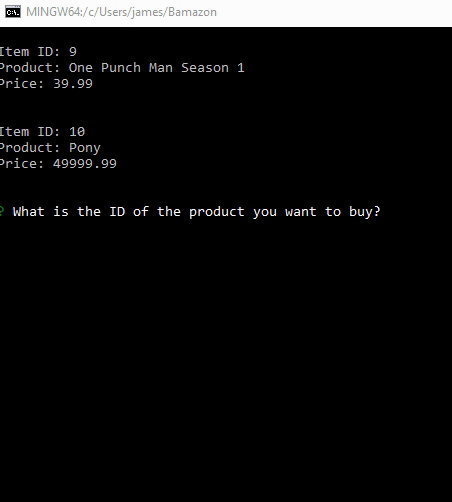 MINGW64:/c/Users/james/Bamazon
Item ID: 9
Product: One Punch Man Season 1
Price: 39.99
Item ID: 10
Product: Pony
Price: 49999.99
? What is the ID of the product you want to buy?